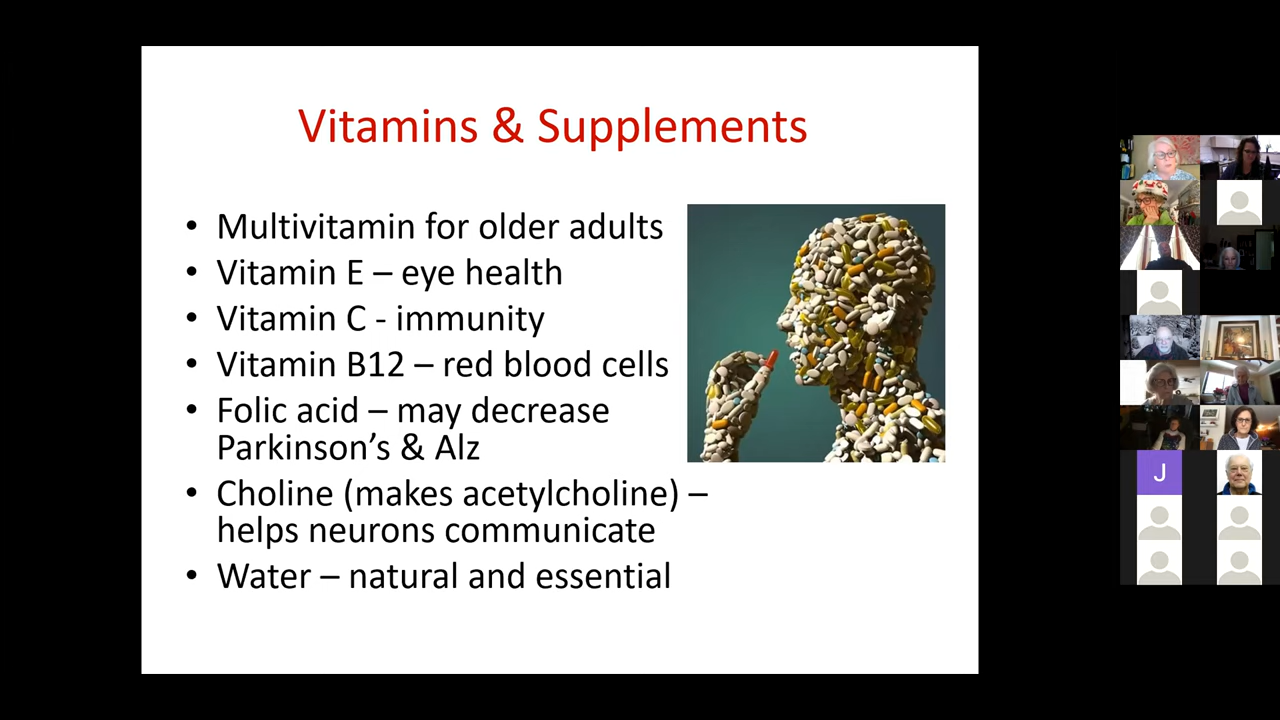 Vitamins & Supplements
• Multivitamin for older adults
• Vitamin E – eye health
• Vitamin C - immunity
• Vitamin B12 – red blood cells
• Folic acid – may decrease
Parkinson’s & Alz
• Choline (makes acetylcholine) –
helps neurons communicate
• Water – natural and essential
J